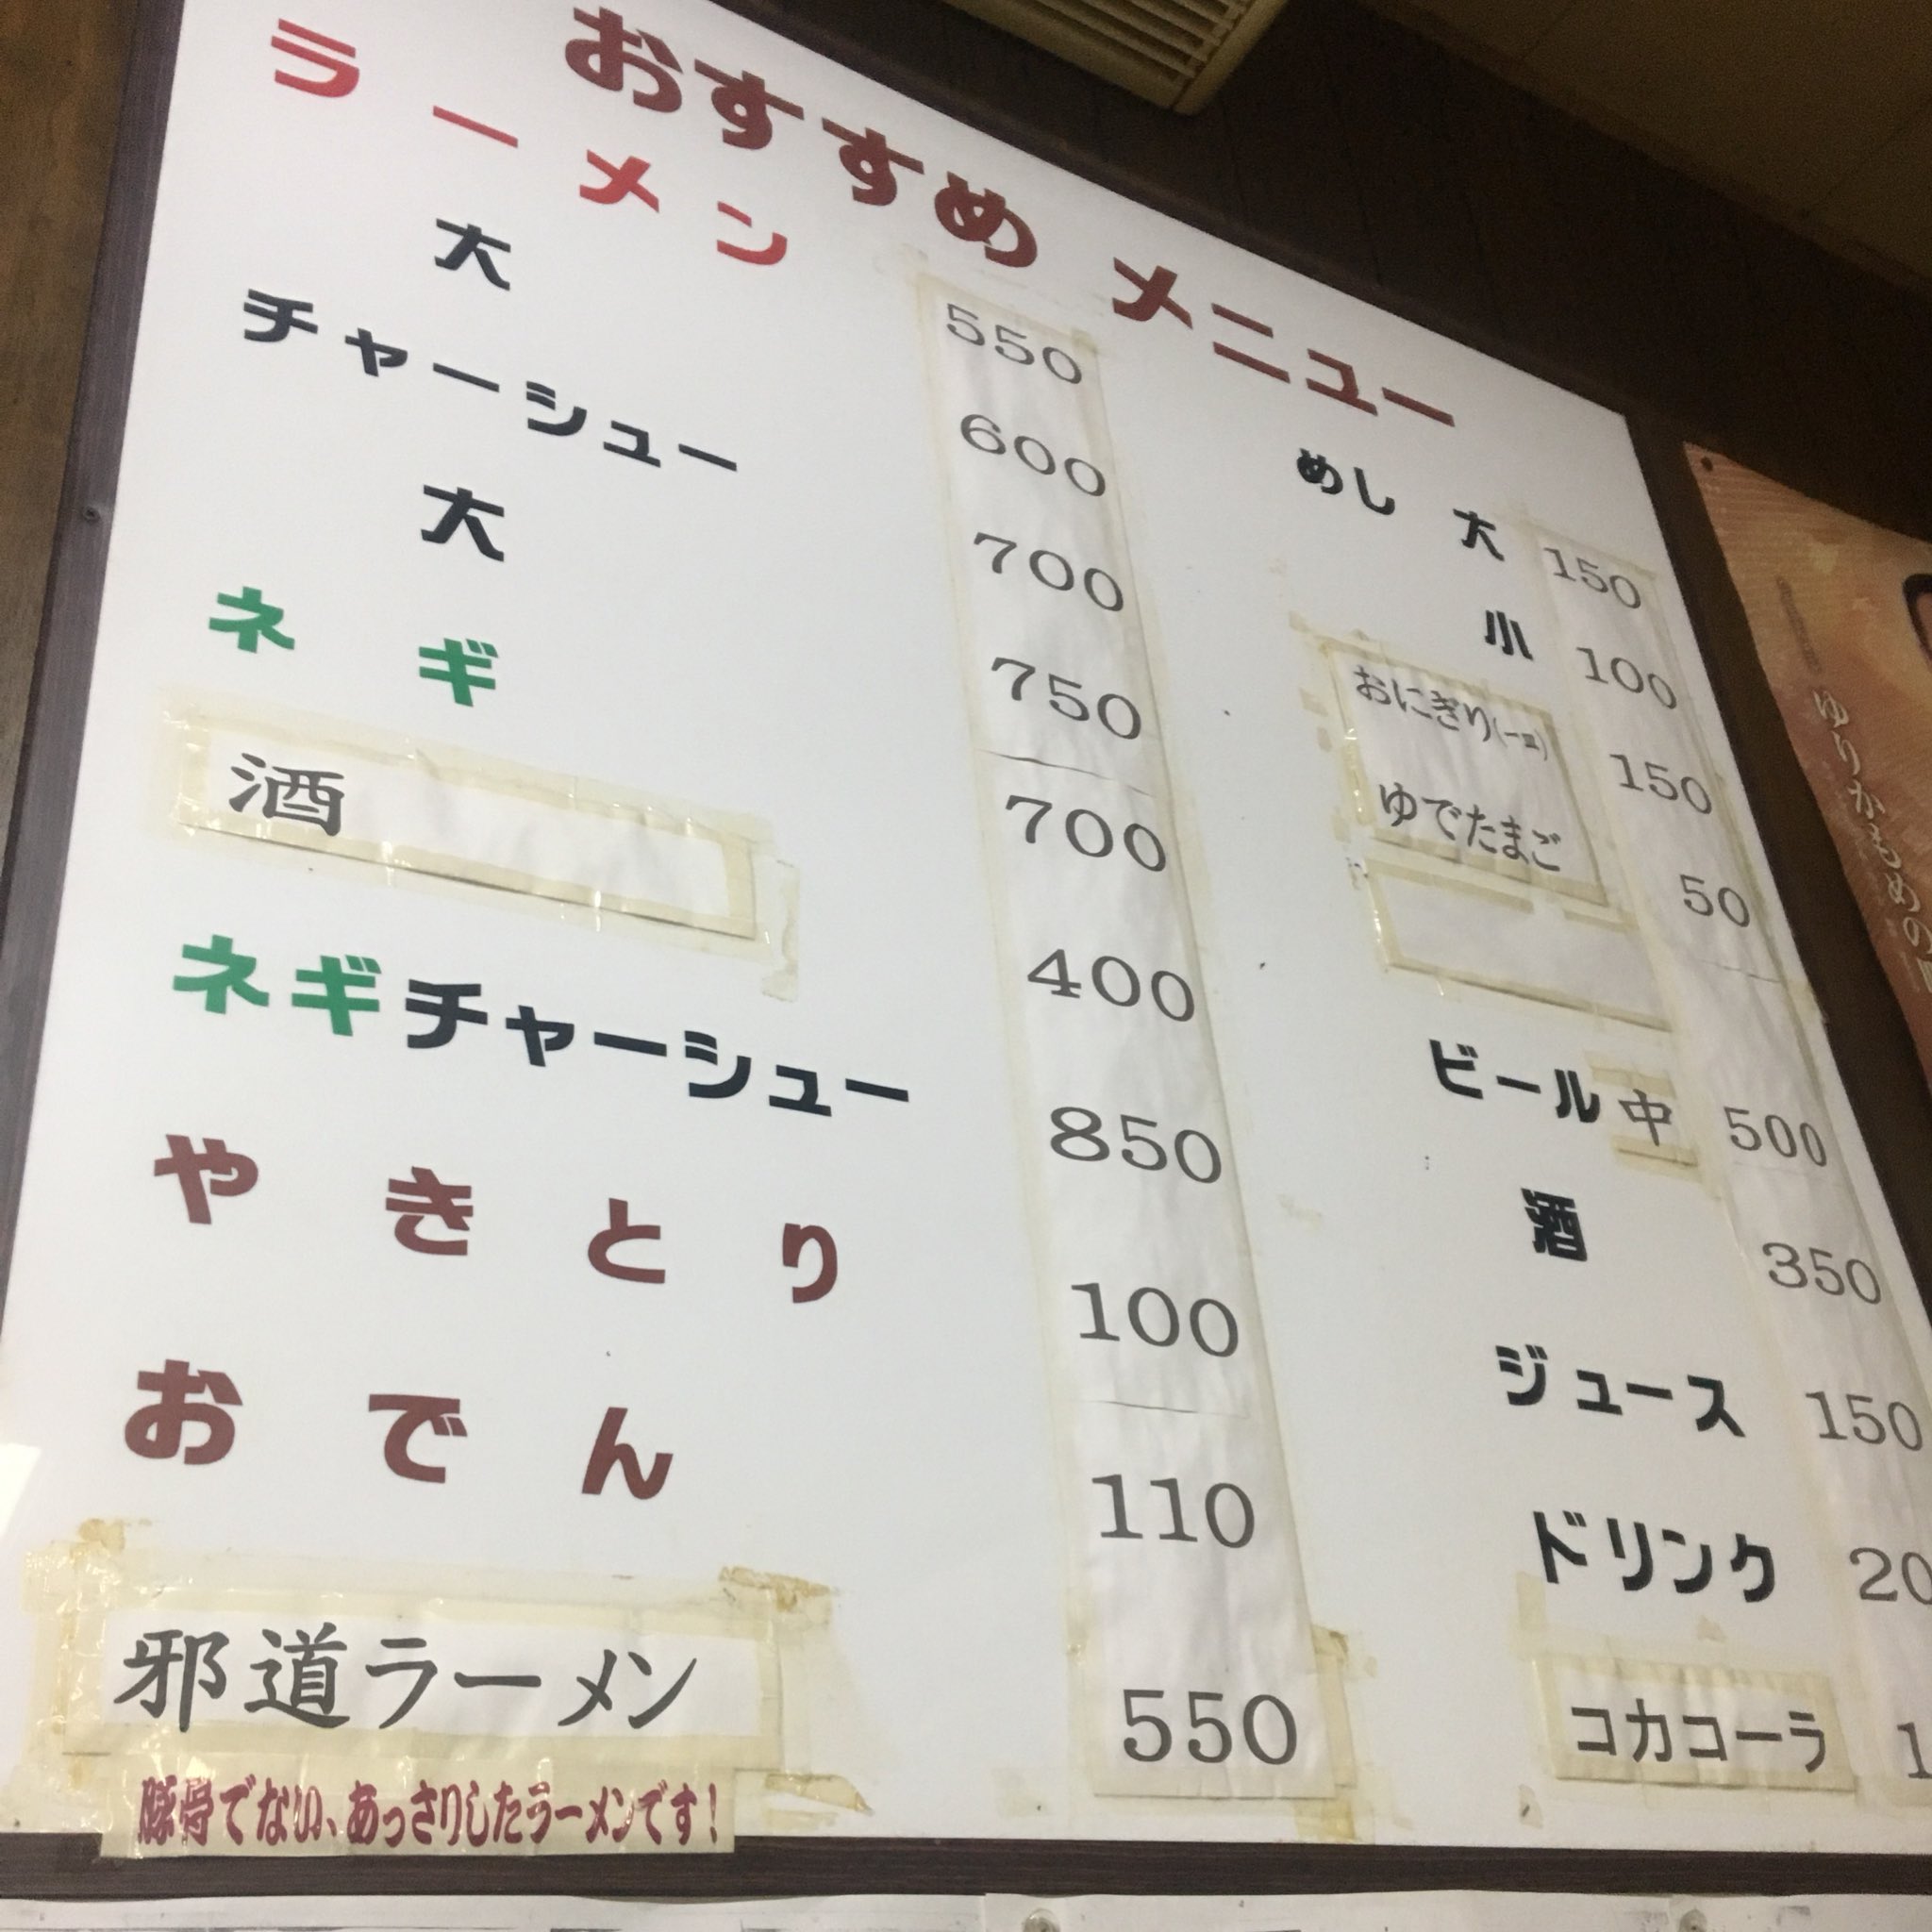 おすすめ メニュー
ラーメン 550
大 600
チャーシュー 700
大 750
ネギ 700
酒 400
ネギチャーシュー 850
やきとり 100
おでん 110
邪道ラーメン 550
豚骨でない、あっさりしたラーメンです!
めし 大 150
小 100
おにぎり(一皿) 150
ゆでたまご 50
ビール中 500
酒 350
ジュース 150
ドリンク 20
コカコーラ 1
ゆりかもめの